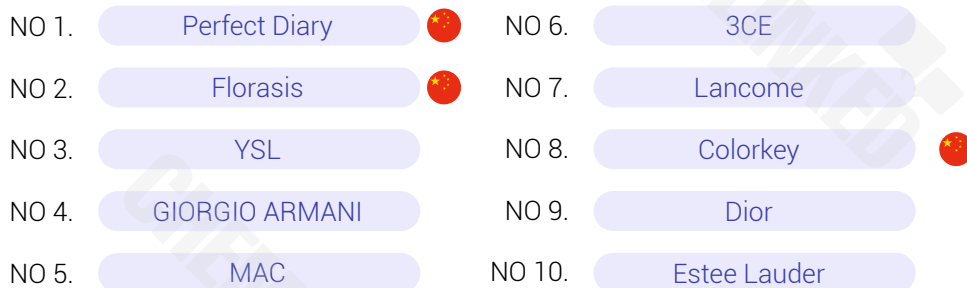 NO 1. Perfect Diary
NO 2. Florasis
NO 3. YSL
NO 4. GIORGIO ARMANI
NO 5. MAC
NO 6. 3CE
NO 7. Lancome
NO 8. Colorkey
NO 9. Dior
NO 10. Estee Lauder